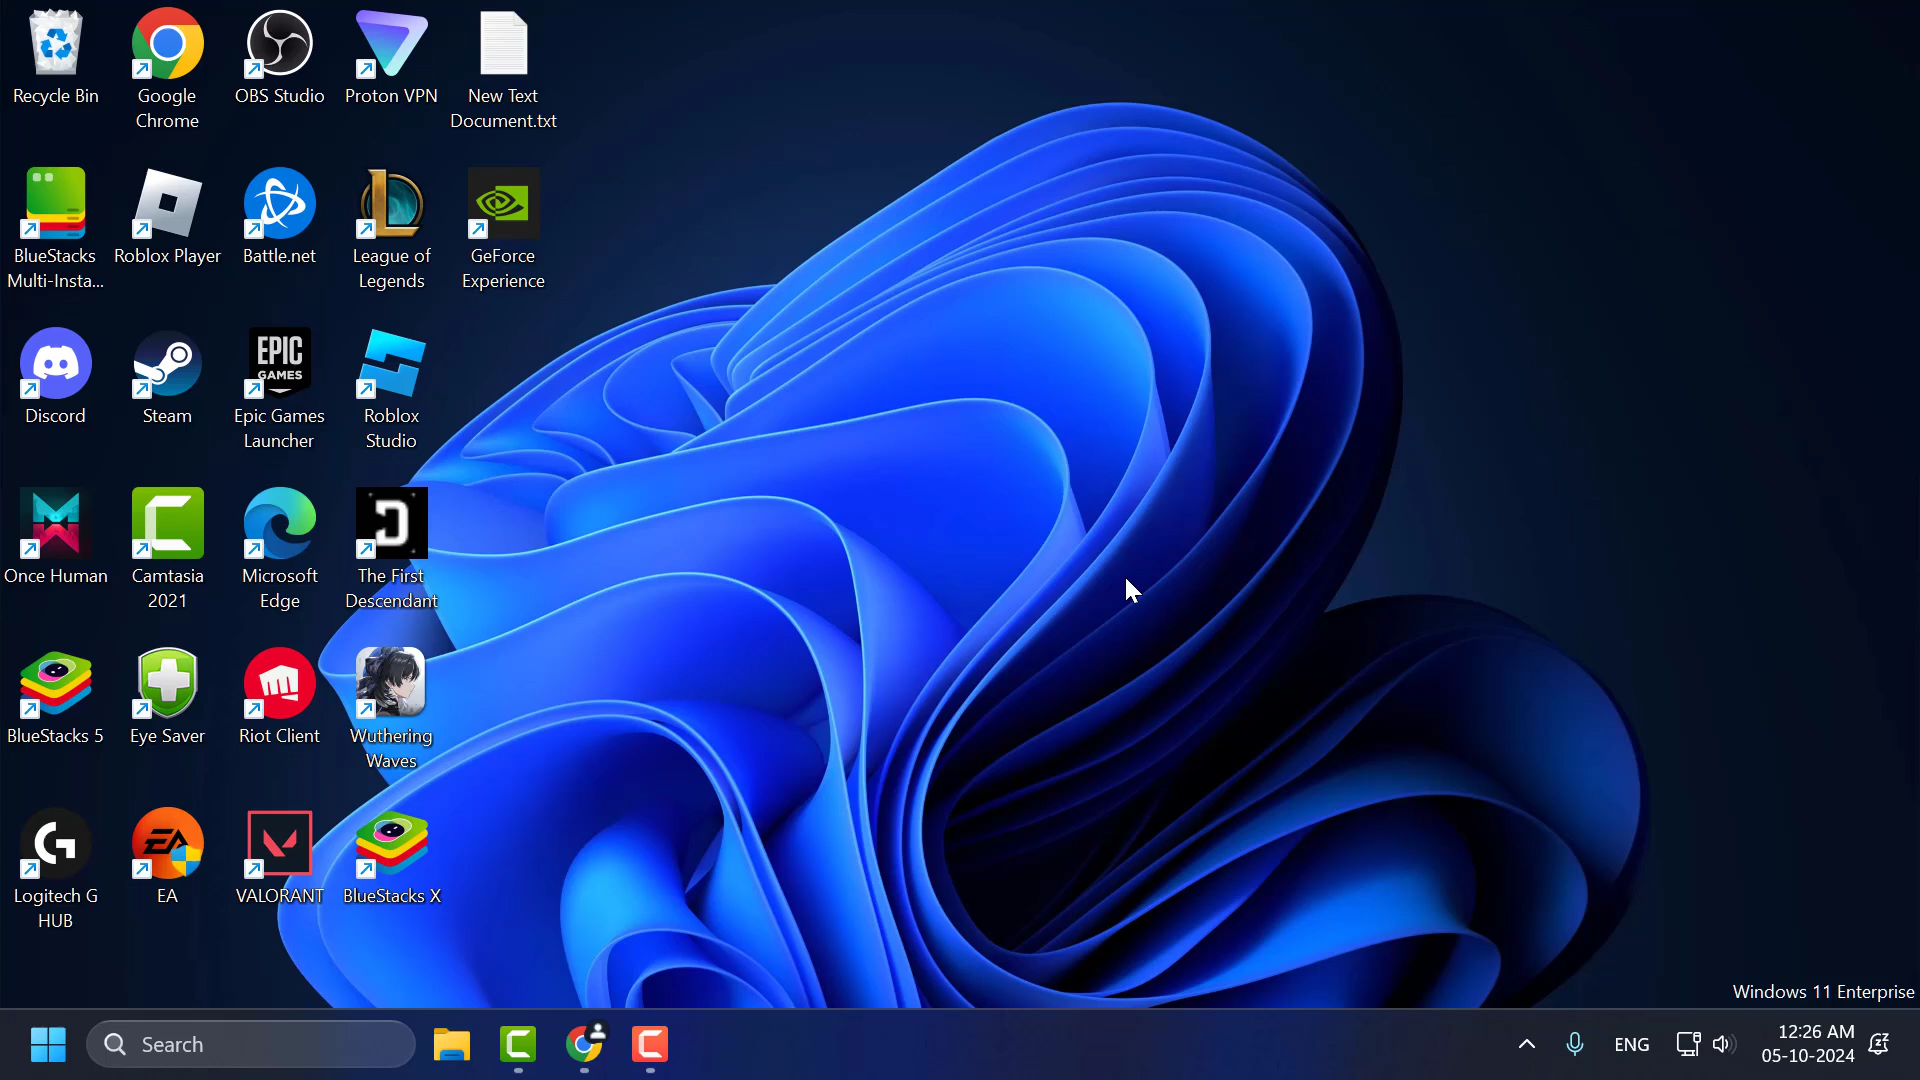 Recycle Bin
Google
Chrome
OBS Studio
Proton VPN
New Text
Document.txt
BlueStacks
Multi-Insta...
Roblox Player
Battle.net
League of
Legends
GeForce
Experience
Discord
Steam
EPIC
GAMES
Epic Games
Launcher
Roblox
Studio
Once Human
Camtasia
2021
Microsoft
Edge
The First
Descendant
BlueStacks 5
Eye Saver
Riot Client
Wuthering
Waves
Logitech G
HUB
EA
EA
VALORANT
BlueStacks X
Windows 11 Enterprise
Search
ENG
12:26 AM
05-10-2024